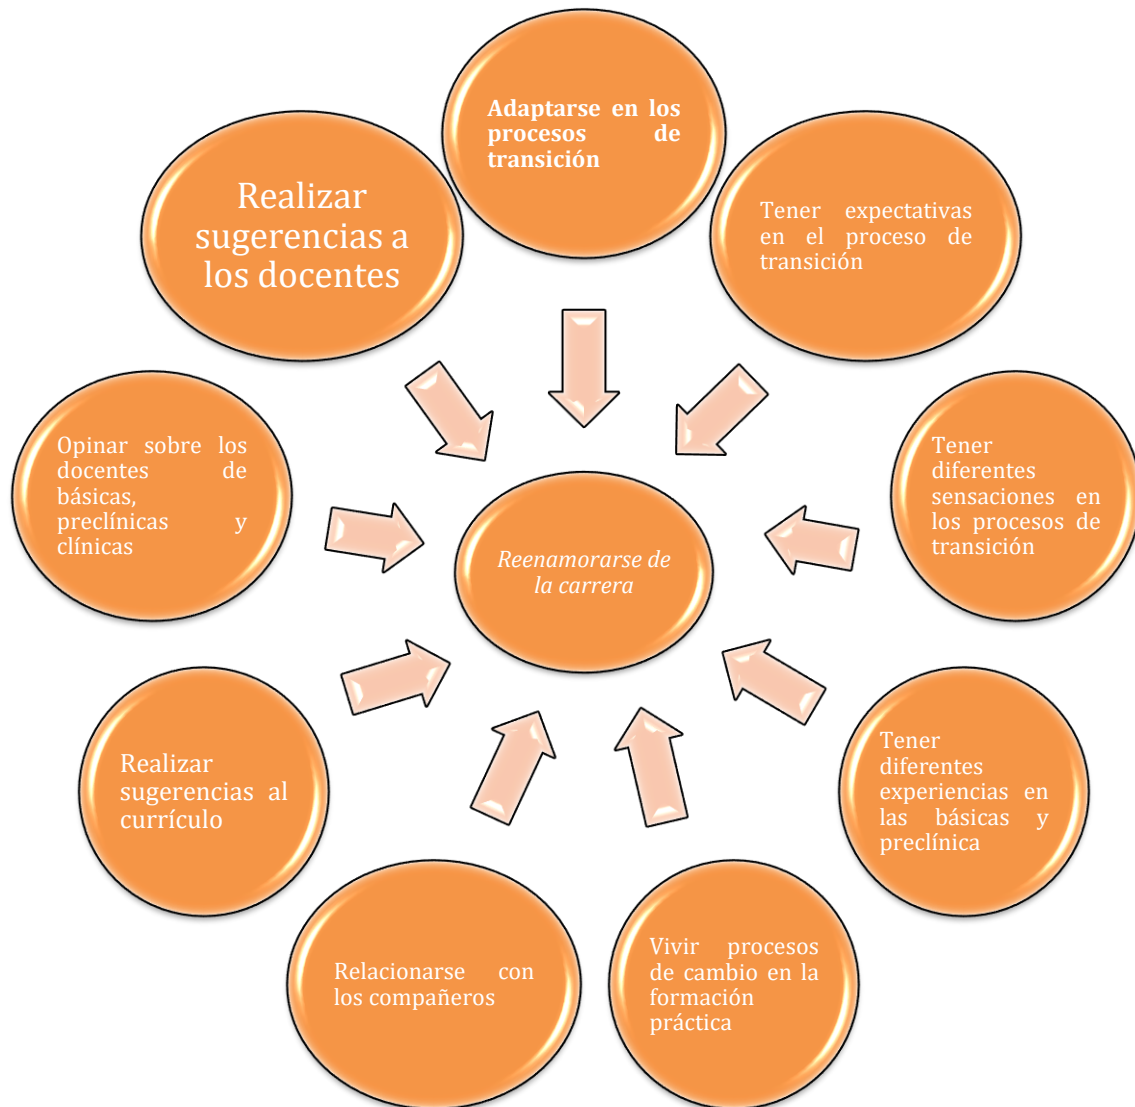 Adaptarse en los
procesos de
transición
Tener expectativas
en el proceso de
transición
Tener
diferentes
sensaciones en
los procesos de
transición
Tener
diferentes
experiencias en
las básicas y
preclínica
Vivir procesos
de cambio en la
formación
práctica
Relacionarse con
los compañeros
Realizar
sugerencias al
currículo
Opinar sobre los
docentes de
básicas,
preclínicas y
clínicas
Realizar
sugerencias a
los docentes
Reenamorarse de
la carrera